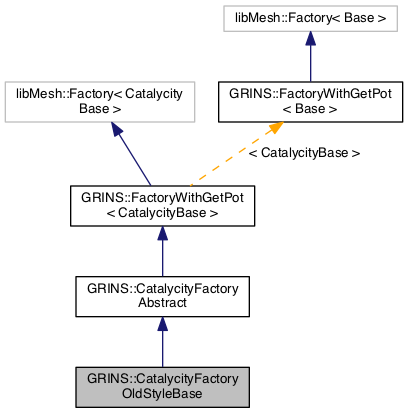 libMesh::Factory< Base >
libMesh::Factory< Catalycity
Base >
GRINS::FactoryWithGetPot
< Base >
< CatalycityBase >
GRINS::FactoryWithGetPot
< CatalycityBase >
GRINS::CatalycityFactory
Abstract
GRINS::CatalycityFactory
OldStyleBase